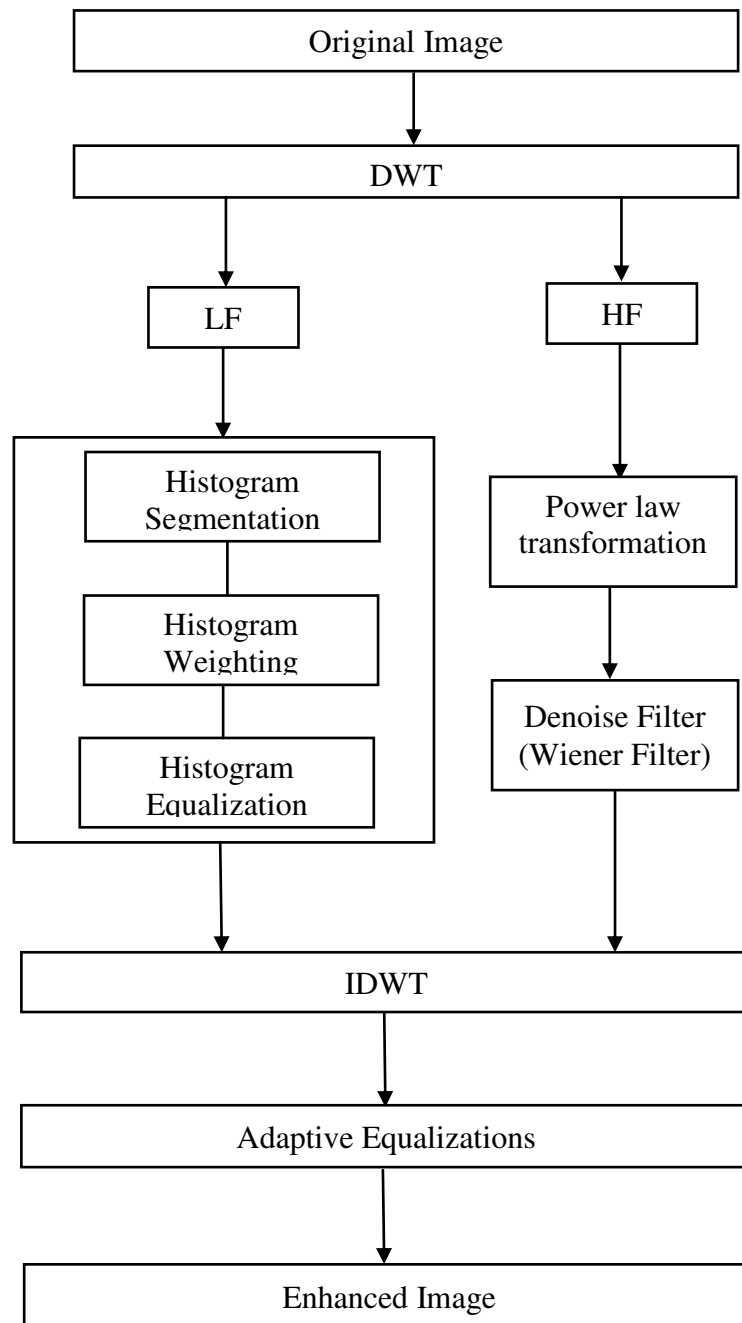 Original Image
DWT
LF
HF
Histogram
Segmentation
Histogram
Weighting
Histogram
Equalization
Power law
transformation
Denoise Filter
(Wiener Filter)
IDWT
Adaptive Equalizations
Enhanced Image